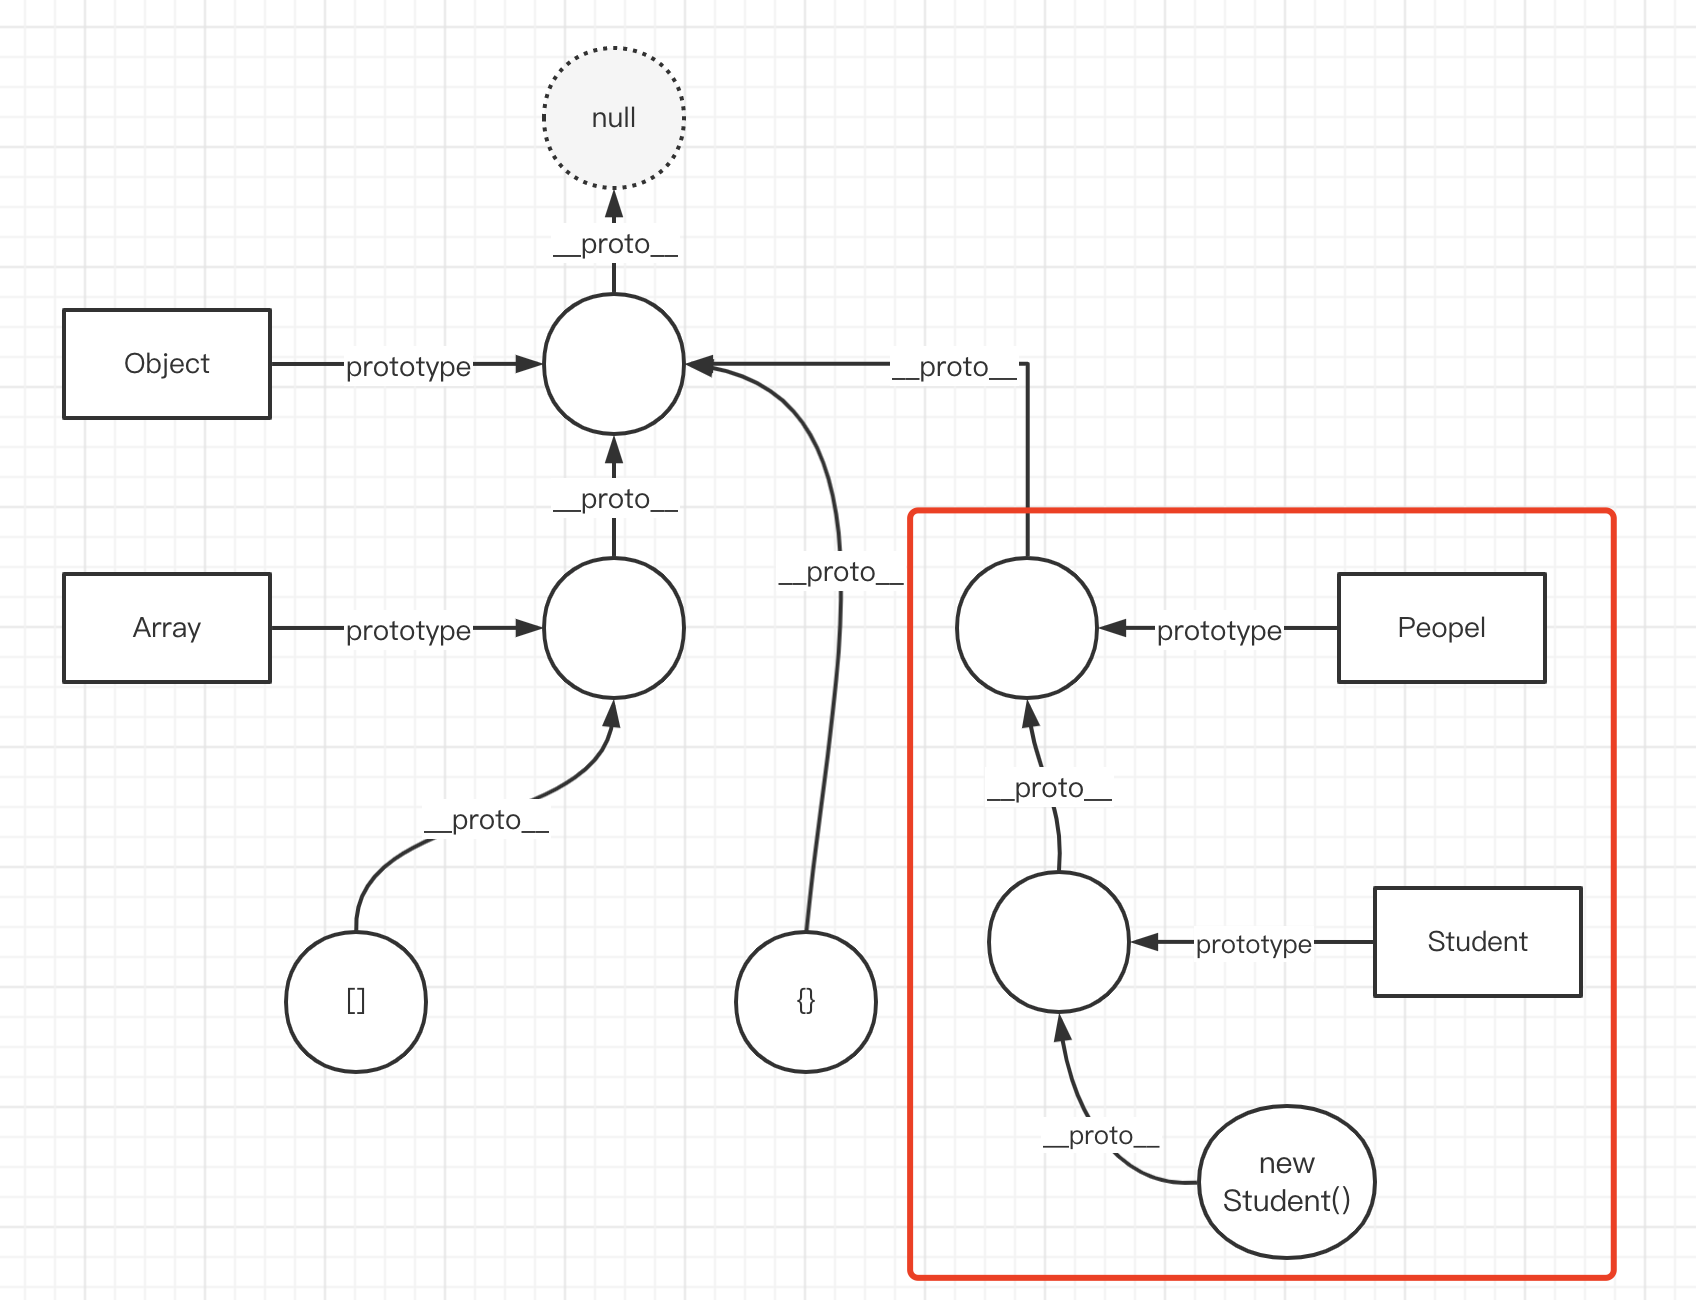 null
__proto__
Object
prototype
__proto__
__proto__
__proto__
Array
prototype
prototype
Peopel
__proto__
__proto__
prototype
Student
[]
{}
__proto__
new
Student()